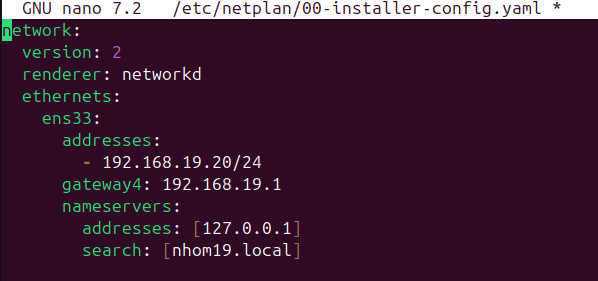 GNU nano 7.2   /etc/netplan/00-installer-config.yaml *
network:
  version: 2
  renderer: networkd
  ethernets:
    ens33:
      addresses:
        - 192.168.19.20/24
      gateway4: 192.168.19.1
      nameservers:
        addresses: [127.0.0.1]
        search: [nhom19.local]